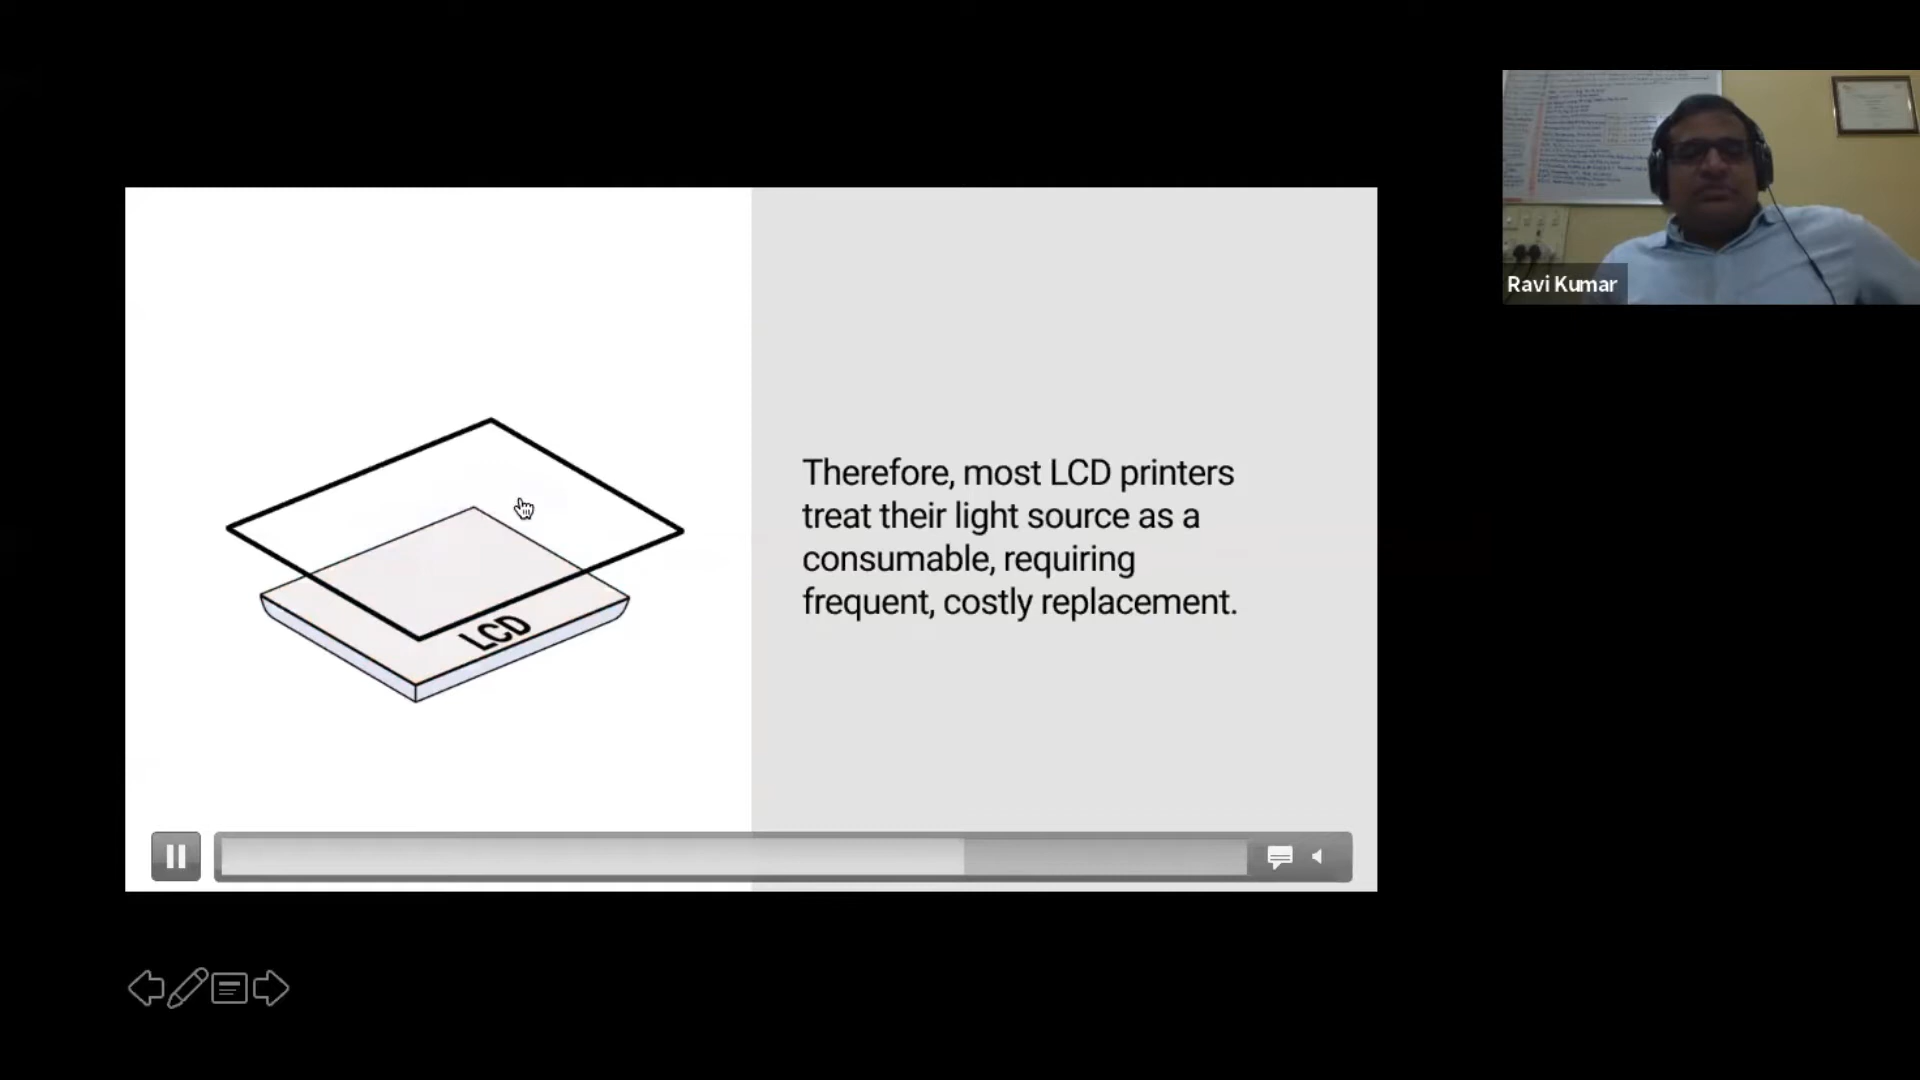 Therefore, most LCD printers
treat their light source as a
consumable, requiring
frequent, costly replacement.
LCD
Ravi Kumar